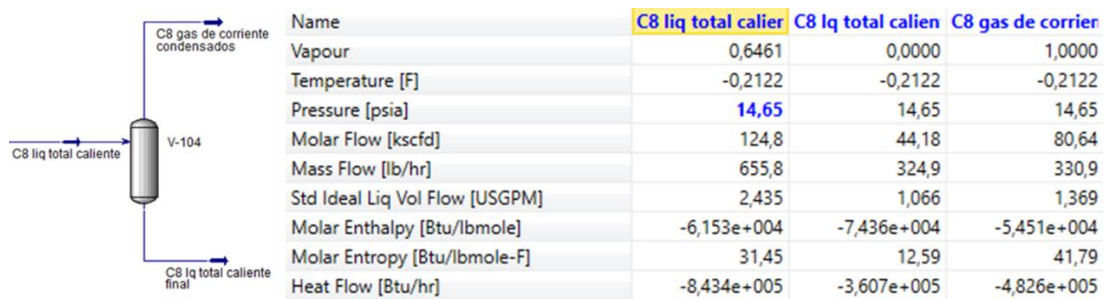 C8 gas de corriente
condensados
V-104
C8 liq total caliente
C8 lq total caliente
final
Name C8 liq total calier C8 lq total calien C8 gas de corrien
Vapour 0,6461 0,0000 1,0000
Temperature [F] -0,2122 -0,2122 -0,2122
Pressure [psia] 14,65 14,65 14,65
Molar Flow [kscfd] 124,8 44,18 80,64
Mass Flow [lb/hr] 655,8 324,9 330,9
Std Ideal Liq Vol Flow [USGPM] 2,435 1,066 1,369
Molar Enthalpy [Btu/lbmole] -6,153e+004 -7,436e+004 -5,451e+004
Molar Entropy [Btu/lbmole-F] 31,45 12,59 41,79
Heat Flow [Btu/hr] -8,434e+005 -3,607e+005 -4,826e+005